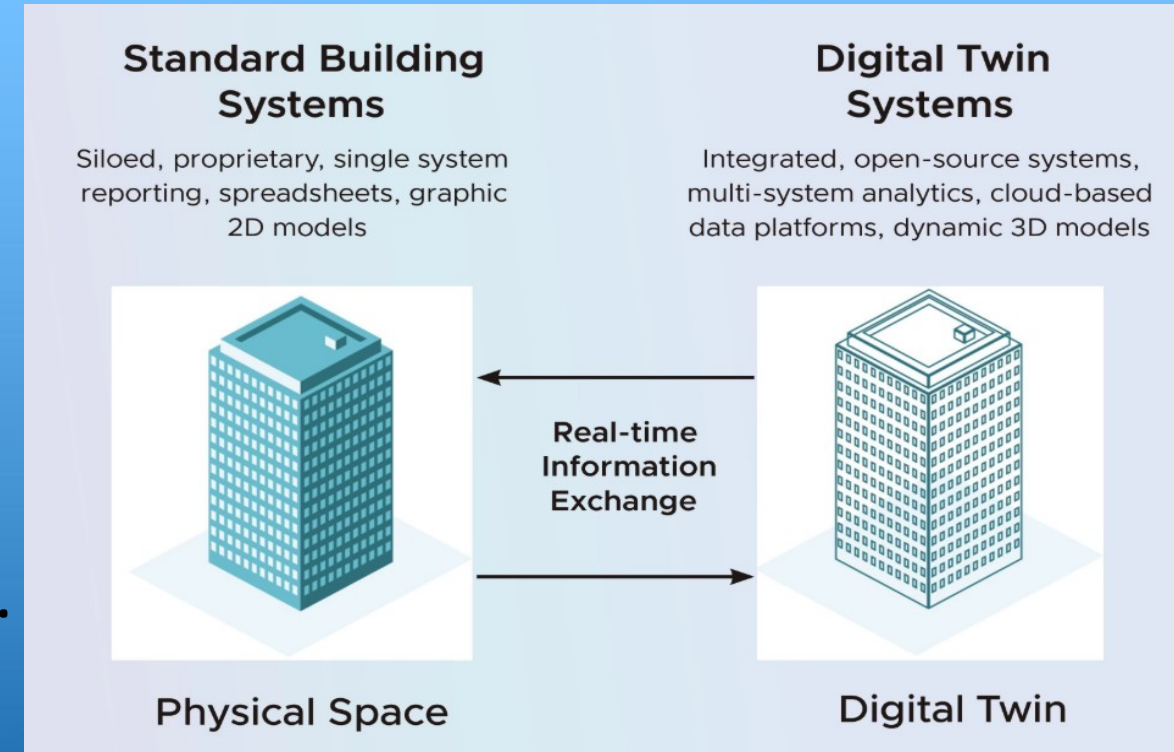 Standard Building
Systems
Siloed, proprietary, single system
reporting, spreadsheets, graphic
2D models
Digital Twin
Systems
Integrated, open-source systems,
multi-system analytics, cloud-based
data platforms, dynamic 3D models
Real-time
Information
Exchange
Physical Space
Digital Twin